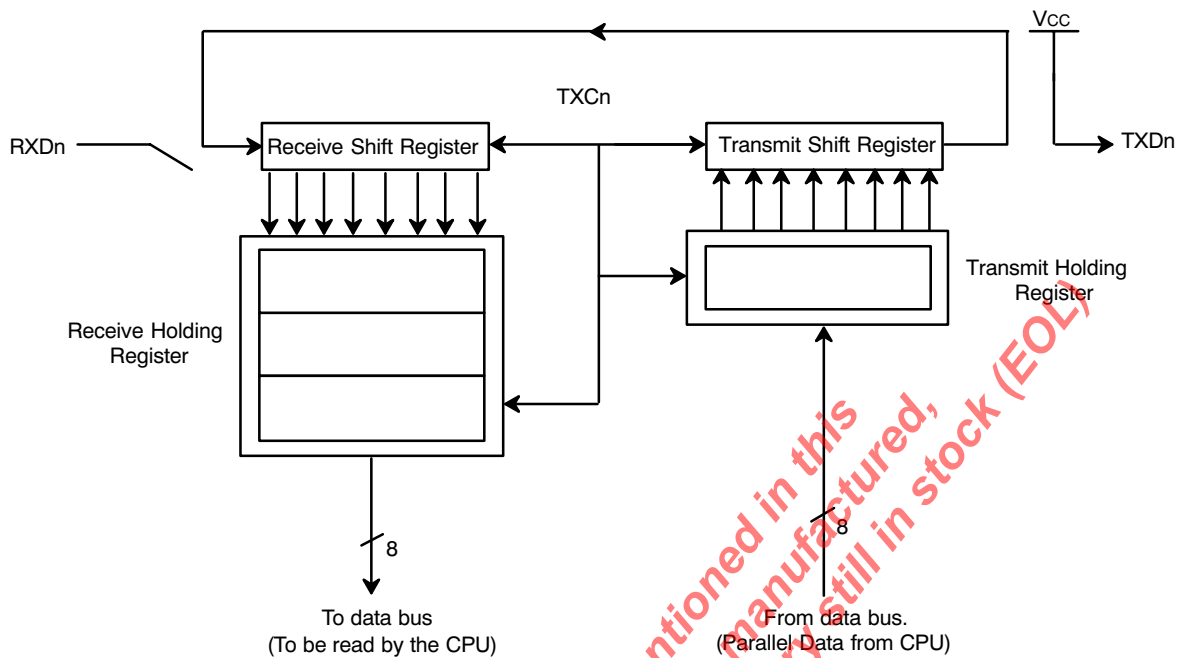 VCC
TXCn
RXDn
Receive Shift Register
Transmit Shift Register
TXDn
Transmit Holding
Register
Receive Holding
Register
8
8
To data bus
(To be read by the CPU)
From data bus.
(Parallel Data from CPU)
mentioned in this
manufactured,
still in stock (EOL)